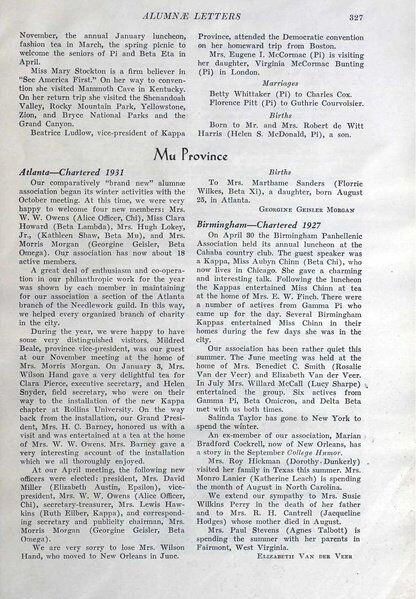 ALUMNÆ LETTERS
327
November, the annual January luncheon,
fashion tea in March, the spring picnic to
welcome the seniors of Pi and Beta Eta in
April.
Miss Mary Stockton is a firm believer in
"See America First." On her way to conven-
tion she visited Mammoth Cave in Kentucky.
On her return trip she visited the Shenandoah
Valley, Rocky Mountain Park, Yellowstone,
Zion, and Bryce National Parks and the
Grand Canyon.
Beatrice Ludlow, vice-president of Kappa
Province, attended the Democratic convention
on her homeward trip from Boston.
Mrs. Eugene I. McCormac (Pi) is visiting
her daughter, Virginia McCormac Bunting
(Pi) in London.
Marriages
Betty Whittaker (Pi) to Charles Cox.
Florence Pitt (Pi) to Guthrie Courvoisier.
Births
Born to Mr. and Mrs. Robert de Witt
Harris (Helen S. McDonald, Pi), a son.
Mu Province
Atlanta—Chartered 1931
Our comparatively "brand new" alumnæ
association began its winter activities with the
October meeting. At this time, we were very
happy to welcome four new members: Mrs.
W. W. Owens (Alice Officer, Chi), Miss Clara
Howard (Beta Lambda), Mrs. Hugh Lokey,
Jr., (Kathleen Shaw, Beta Mu), and Mrs.
Morris Morgan (Georgine Geisler, Beta
Omega). Our association has now about 18
active members.
A great deal of enthusiasm and co-opera-
tion in our philanthropic work for the year
was shown by each member in maintaining
for our association a section of the Atlanta
branch of the Needlework guild. In this way,
we helped every organized branch of charity
in the city.
During the year, we were happy to have
some very distinguished visitors. Mildred
Beale, province vice-president, was our guest
at our November meeting at the home of
Mrs. Morris Morgan. On January 3, Mrs.
Wilson Hand gave a very delightful tea for
Clara Pierce, executive secretary, and Helen
Snyder, field secretary, who were on their
way to the installation of the new Kappa
chapter at Rollins University. On the way
back from the installation, our Grand Presi-
dent, Mrs. H. C. Barney, honored us with a
visit and was entertained at a tea at the home
of Mrs. W. W. Owens. Mrs. Barney gave a
very interesting account of the installation
which we all thoroughly enjoyed.
At our April meeting, the following new
officers were elected: president, Mrs. David
Miller (Elizabeth Austin, Epsilon), vice-
president, Mrs. W. W. Owens (Alice Officer,
Chi), secretary-treasurer, Mrs. Lewis Haw-
kins (Ruth Eilber, Kappa), and correspond-
ing secretary and publicity chairman, Mrs.
Morris Morgan (Georgine Geisler, Beta
Omega).
We are very sorry to lose Mrs. Wilson
Hand, who moved to New Orleans in June.
Births
To Mrs. Marthame Sanders (Florrie
Wilkes, Beta Xi), a daughter, born August
25, in Atlanta.
GEORGINE GEISLER MORGAN
Birmingham—Chartered 1927
On April 30 the Birmingham Panhellenic
Association held its annual luncheon at the
Cahaba country club. The guest speaker was
a Kappa, Miss Aubyn Chinn (Beta Chi), who
now lives in Chicago. She gave a charming
and interesting talk. Following the luncheon
the Kappas entertained Miss Chinn at tea
at the home of Mrs. E. W. Finch. There were
a number of actives from Gamma Pi who
came up for the day. Several Birmingham
Kappas entertained Miss Chinn in their
homes during the few days she was in the
city.
Our association has been rather quiet this
summer. The June meeting was held at the
home of Mrs. Benedict C. Smith (Rosalie
Van der Veer) and Elizabeth Van der Veer.
In July Mrs. Willard McCall (Lucy Sharpe)
entertained the group. Six actives from
Gamma Pi, Beta Omicron, and Delta Beta
met with us both times.
Salinda Taylor has gone to New York to
spend the winter.
An ex-member of our association, Marian
Bradford Cockrell, now of New Orleans, has
a story in the September College Humor.
Mrs. Roy Hickman (Dorothy Dunkerly)
visited her family in Texas this summer. Mrs.
Monro Lanier (Katherine Leach) is spending
the month of August in North Carolina.
We extend our sympathy to Mrs. Susie
Wilkins Perry in the death of her father
and to Mrs. R. H. Cantrell (Jacqueline
Hodges) whose mother died in August.
Mrs. Paul Stevens (Agnes Talbott) is
spending the summer with her parents in
Fairmont, West Virginia.
ELIZABETH VAN DER VEER